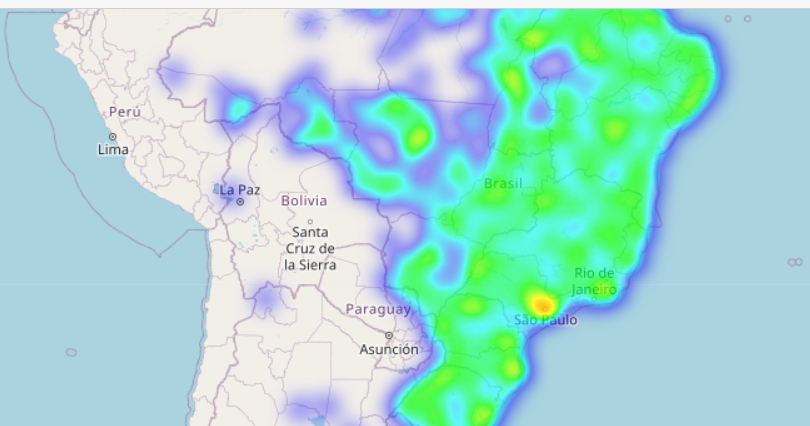 Perú
Lima
La Paz
Bolivia
Santa
Cruz de
la Sierra
Brasil
Rio de
Janeiro
Paraguay
São Paulo
Asunción